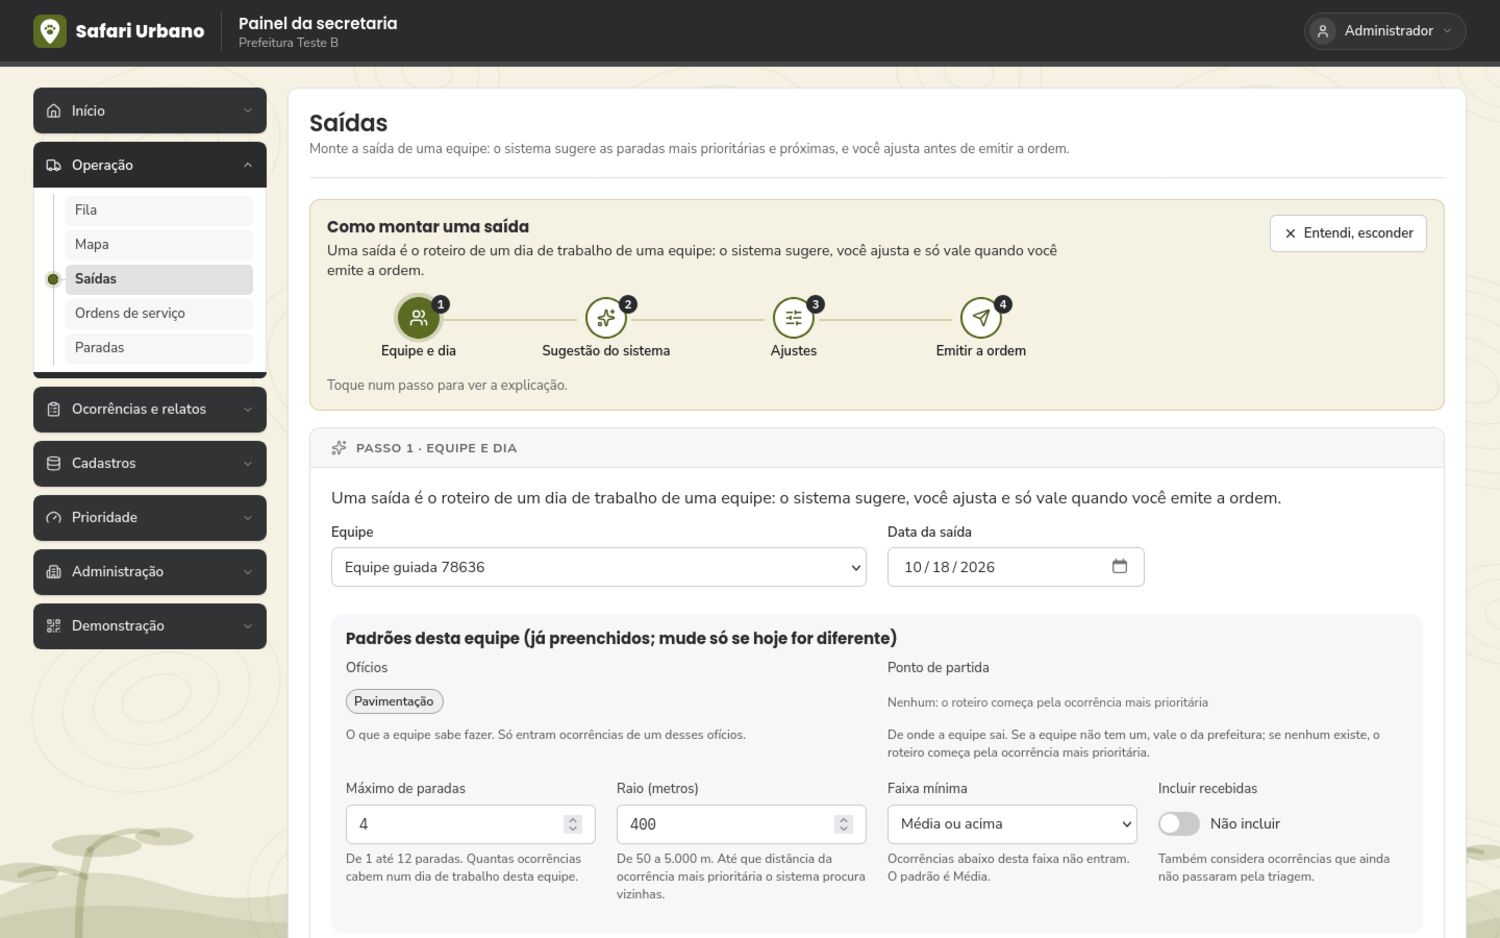 Safari Urbano
Painel da secretaria
Prefeitura Teste B
Administrador
Início
Operação
Fila
Mapa
Saídas
Ordens de serviço
Paradas
Ocorrências e relatos
Cadastros
Prioridade
Administração
Demonstração
Saídas
Monte a saída de uma equipe: o sistema sugere as paradas mais prioritárias e próximas, e você ajusta antes de emitir a ordem.
Como montar uma saída
Uma saída é o roteiro de um dia de trabalho de uma equipe: o sistema sugere, você ajusta e só vale quando você
emite a ordem.
Entendi, esconder
1
2
3
4
Equipe e dia
Sugestão do sistema
Ajustes
Emitir a ordem
Toque num passo para ver a explicação.
PASSO 1 · EQUIPE E DIA
Uma saída é o roteiro de um dia de trabalho de uma equipe: o sistema sugere, você ajusta e só vale quando você emite a ordem.
Equipe
Equipe guiada 78636
Data da saída
10/18/2026
Padrões desta equipe (já preenchidos; mude só se hoje for diferente)
Ofícios
Pavimentação
O que a equipe sabe fazer. Só entram ocorrências de um desses ofícios.
Ponto de partida
Nenhum: o roteiro começa pela ocorrência mais prioritária
De onde a equipe sai. Se a equipe não tem um, vale o da prefeitura; se nenhum existe, o
roteiro começa pela ocorrência mais prioritária.
Máximo de paradas
4
De 1 até 12 paradas. Quantas ocorrências
cabem num dia de trabalho desta equipe.
Raio (metros)
400
De 50 a 5.000 m. Até que distância da
ocorrência mais prioritária o sistema procura
vizinhas.
Faixa mínima
Média ou acima
Ocorrências abaixo desta faixa não entram.
O padrão é Média.
Incluir recebidas
Não incluir
Também considera ocorrências que ainda
não passaram pela triagem.